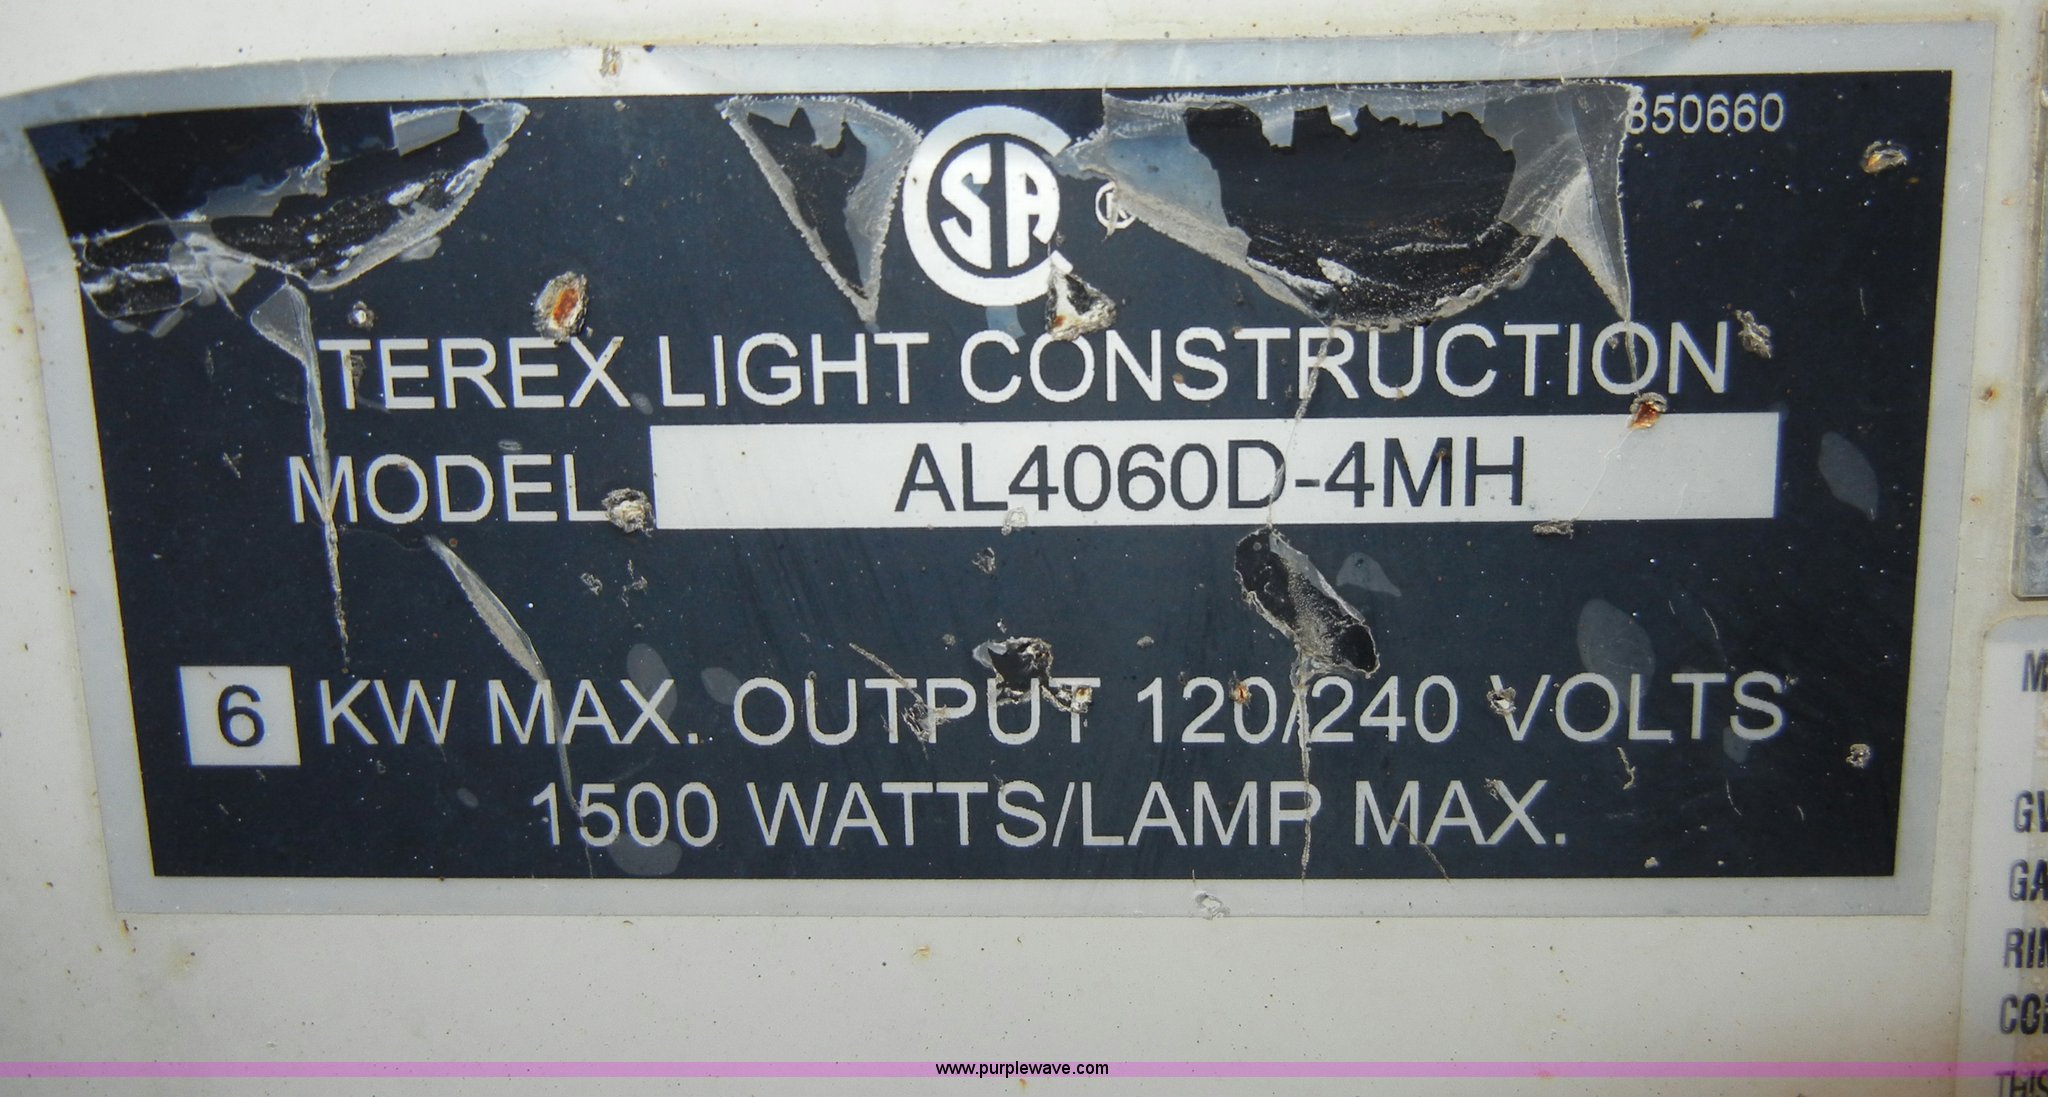 850660
SA
®
TEREX LIGHT CONSTRUCTION
MODEL AL4060D-4MH
6 KW MAX. OUTPUT 120/240 VOLTS
1500 WATTS/LAMP MAX.
www.purplewave.com